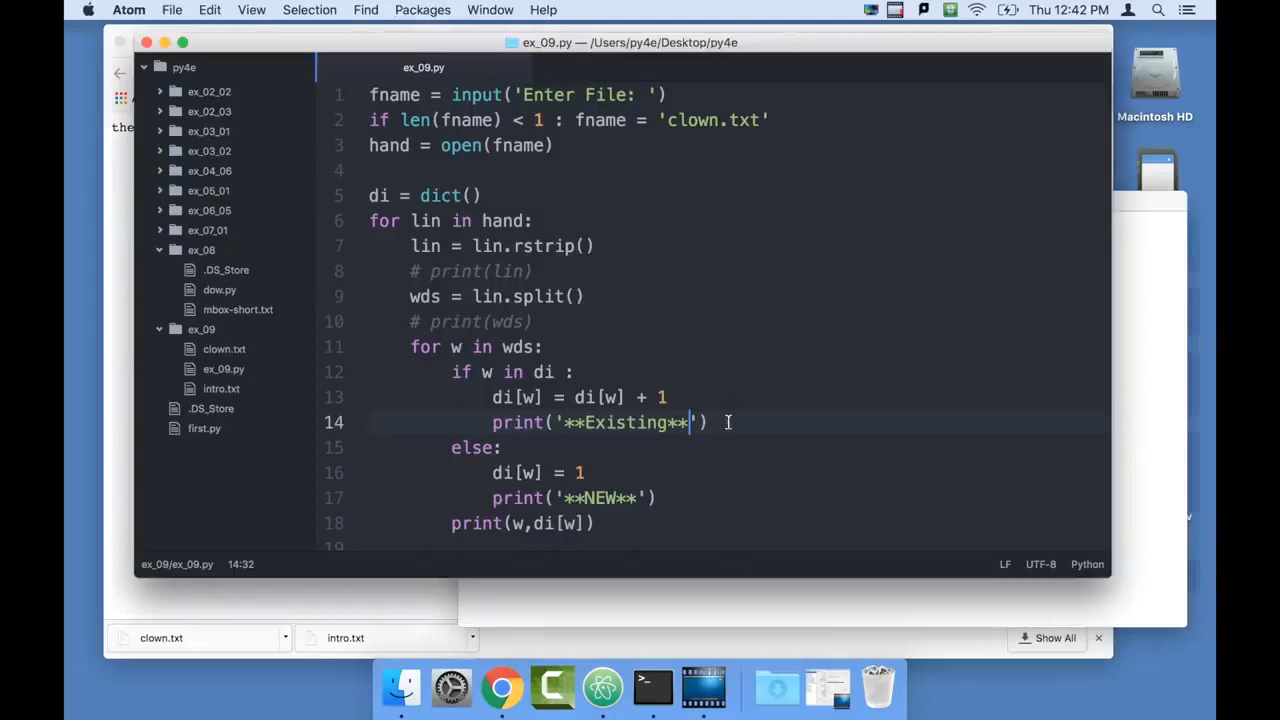 Atom File Edit View Selection Find Packages Window Help Thu 12:42 PM
ex_09.py — /Users/py4e/Desktop/py4e
py4e
ex_02_02
ex_02_03
ex_03_01
ex_03_02
ex_04_06
ex_05_01
ex_06_05
ex_07_01
ex_08
.DS_Store
dow.py
mbox-short.txt
ex_09
clown.txt
ex_09.py
intro.txt
.DS_Store
first.py
ex_09.py
1 fname = input('Enter File: ')
2 if len(fname) < 1 : fname = 'clown.txt'
3 hand = open(fname)
4
5 di = dict()
6 for lin in hand:
7 lin = lin.rstrip()
8 # print(lin)
9 wds = lin.split()
10 # print(wds)
11 for w in wds:
12 if w in di :
13 di[w] = di[w] + 1
14 print('**Existing**')
15 else:
16 di[w] = 1
17 print('**NEW**')
18 print(w,di[w])
19
ex_09/ex_09.py 14:32 LF UTF-8 Python
the
Macintosh HD
clown.txt intro.txt Show All